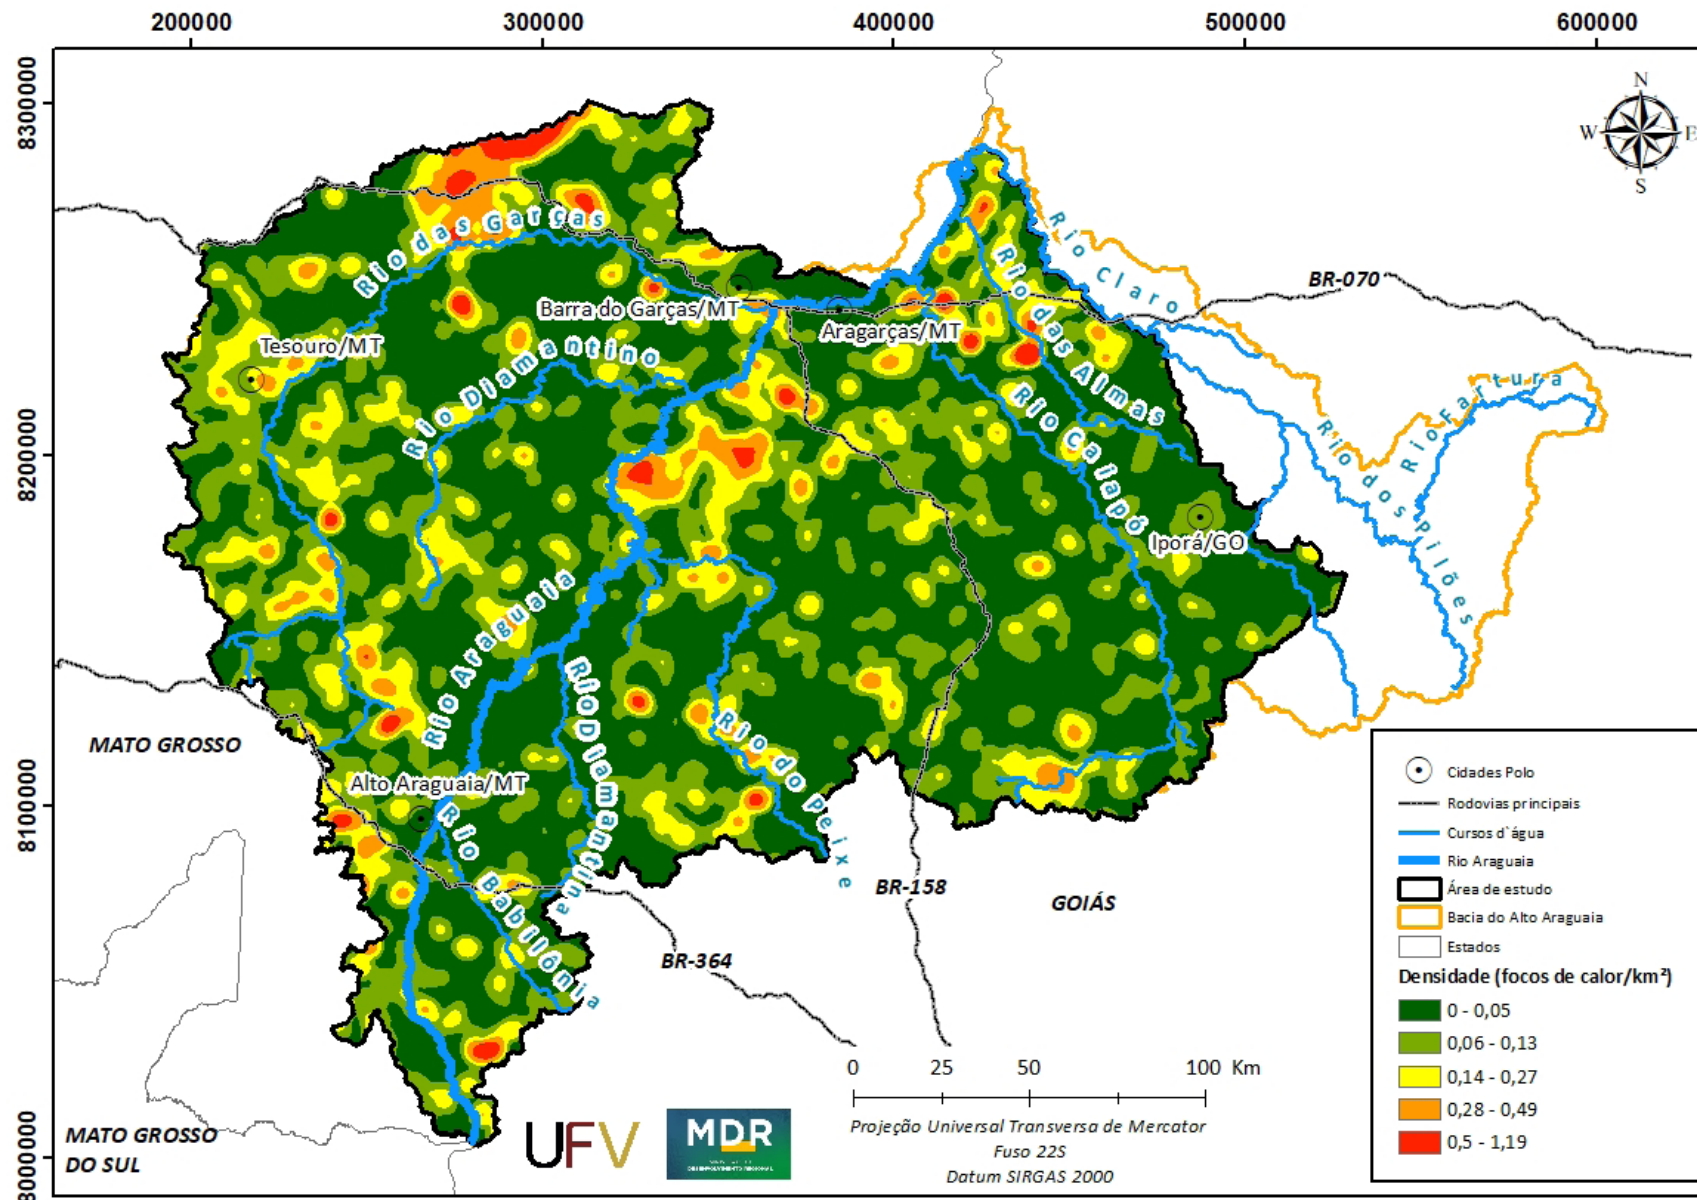 200000
300000
400000
500000
600000
8300000
8200000
8100000
8000000
N
W
E
S
Rio das Garças
Rio Claro
Rio das Almas
BR-070
Barra do Garças/MT
Aragarças/MT
Tesouro/MT
Rio Diamantino
Rio Fartura
Rio dos Pilões
Rio Caiapó
Iporá/GO
Rio Araguaia
Rio Diamantina
Rio do Peixe
MATO GROSSO
Alto Araguaia/MT
Rio Babilônia
BR-158
GOIÁS
BR-364
MATO GROSSO
DO SUL
Cidades Polo
Rodovias principais
Cursos d`água
Rio Araguaia
Área de estudo
Bacia do Alto Araguaia
Estados
Densidade (focos de calor/km²)
0 - 0,05
0,06 - 0,13
0,14 - 0,27
0,28 - 0,49
0,5 - 1,19
0 25 50 100 Km
Projeção Universal Transversa de Mercator
Fuso 22S
Datum SIRGAS 2000
UFV
MDR
DESENVOLVIMENTO REGIONAL